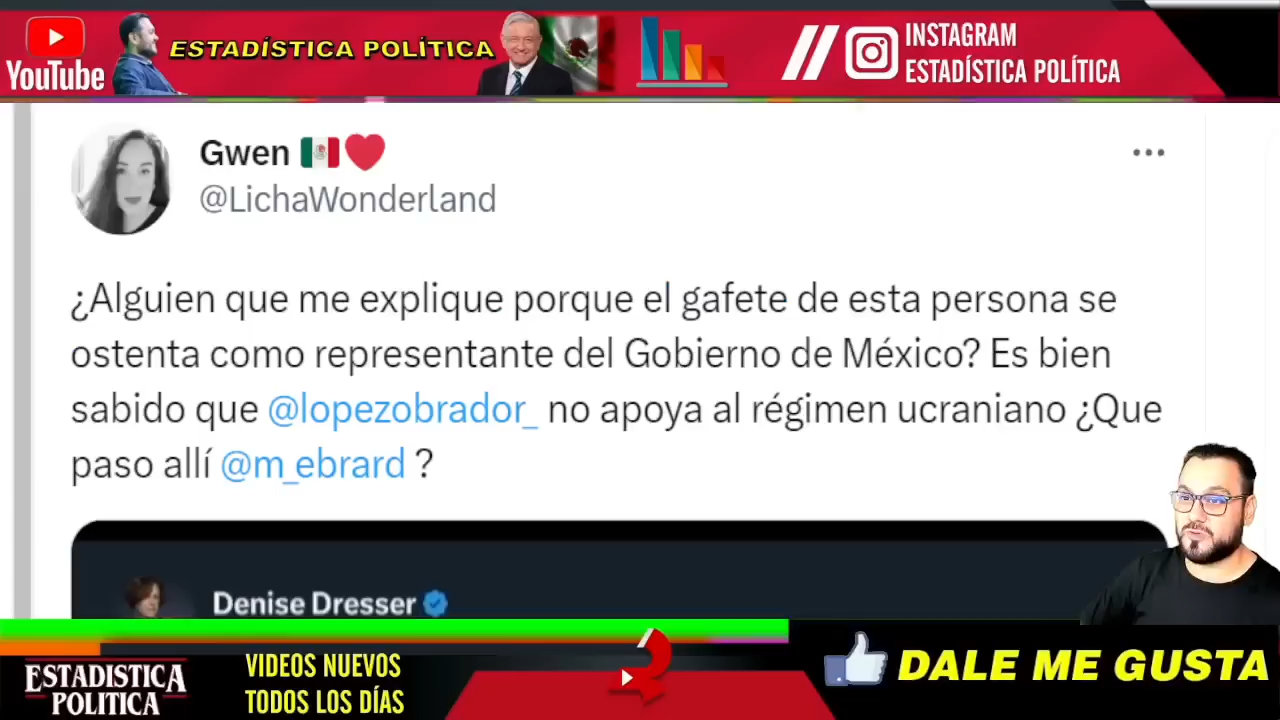 YouTube
ESTADÍSTICA POLÍTICA
INSTAGRAM
ESTADÍSTICA POLÍTICA
Gwen
@LichaWonderland
¿Alguien que me explique porque el gafete de esta persona se
ostenta como representante del Gobierno de México? Es bien
sabido que @lopezobrador_ no apoya al régimen ucraniano ¿Que
paso allí @m_ebrard ?
Denise Dresser
ESTADISTICA
POLÍTICA
VIDEOS NUEVOS
TODOS LOS DÍAS
DALE ME GUSTA